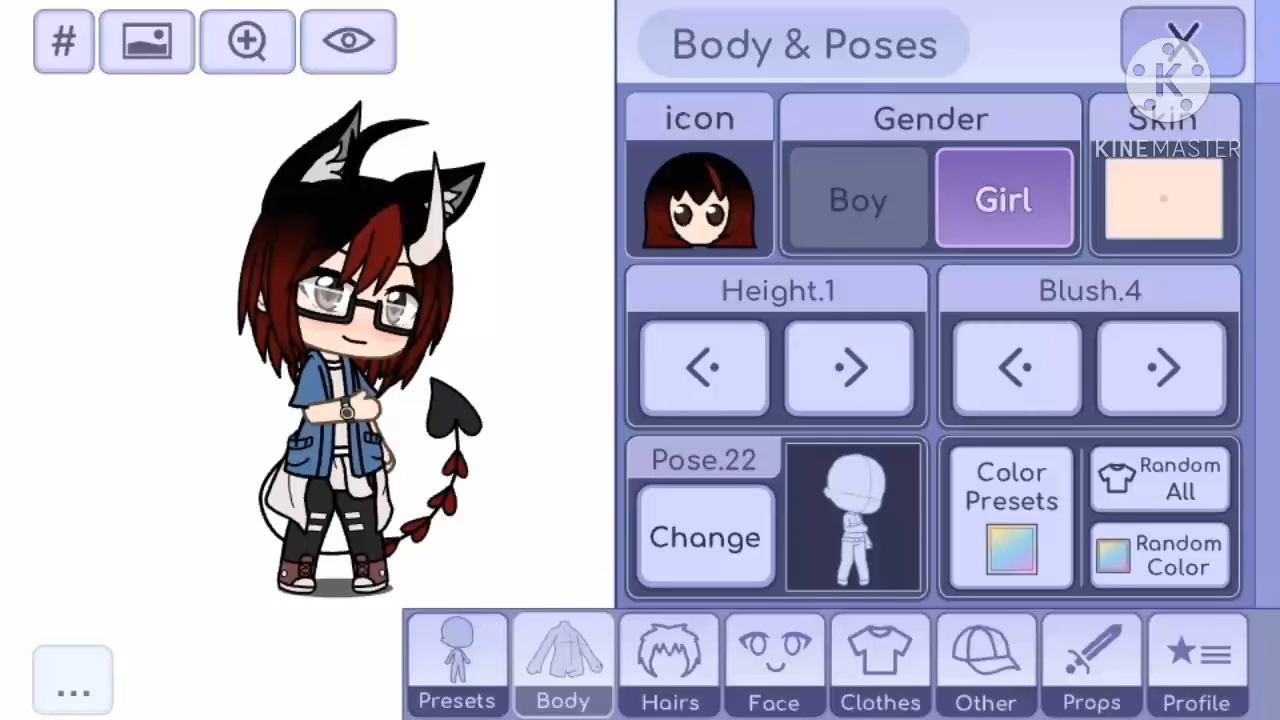 #
Body & Poses
X
K
KINEMASTER
icon
Gender
Skin
Boy
Girl
Height.1
Blush.4
Pose.22
Change
Color
Presets
Random
All
Random
Color
...
Presets
Body
Hairs
Face
Clothes
Other
Props
Profile